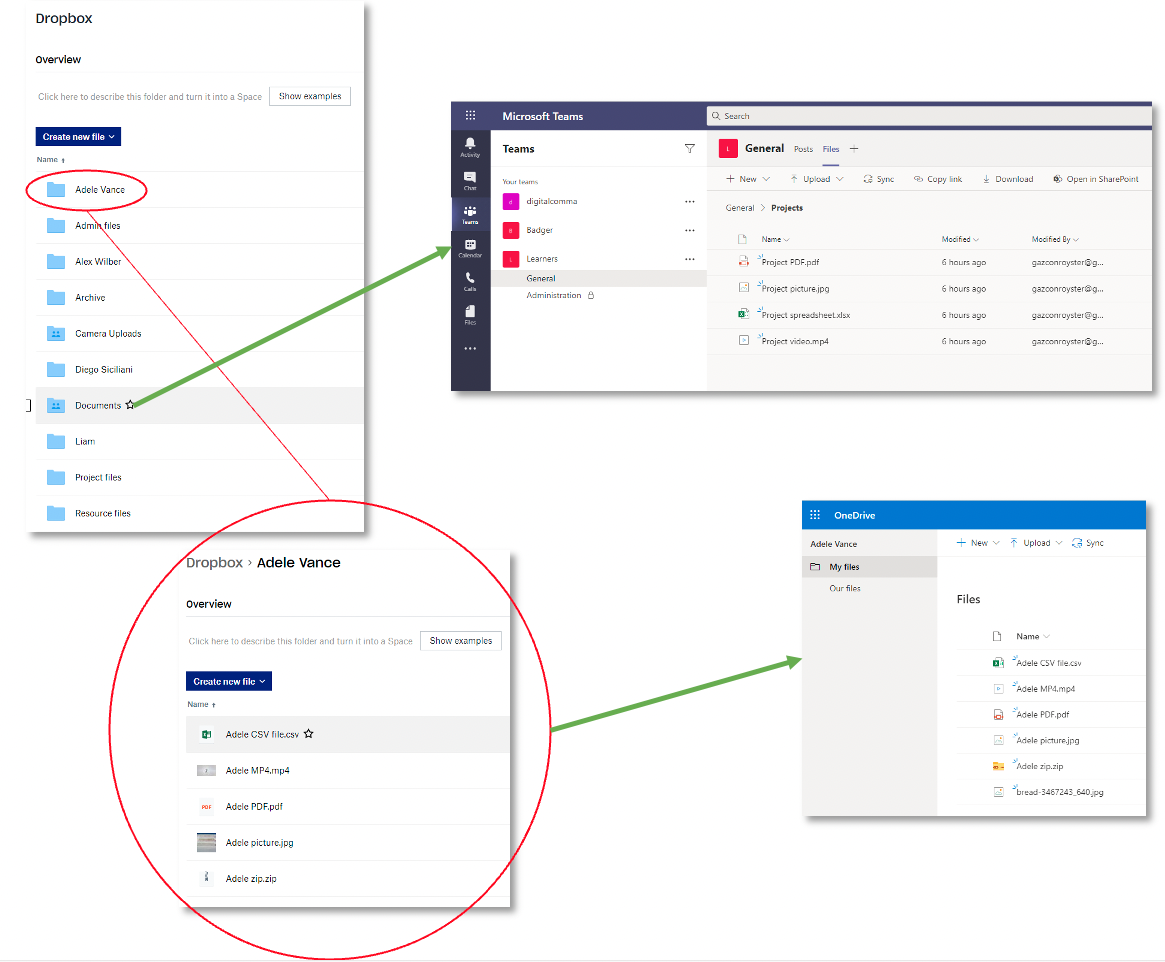 Dropbox
Overview
Click here to describe this folder and turn it into a Space
Show examples
Create new file
Name
Adele Vance
Admin files
Alex Wilber
Archive
Camera Uploads
Diego Siciliani
Documents
Liam
Project files
Resource files
Microsoft Teams
Search
Activity
Chat
Teams
Calendar
Calls
Files
Teams
Your teams
d digitalcomma
B Badger
L Learners
General
Administration
L General Posts Files
New Upload Sync Copy link Download Open in SharePoint
General > Projects
Name Modified Modified By
Project PDF.pdf 6 hours ago gazconroyster@g...
Project picture.jpg 6 hours ago gazconroyster@g...
Project spreadsheet.xlsx 6 hours ago gazconroyster@g...
Project video.mp4 6 hours ago gazconroyster@g...
Dropbox › Adele Vance
Overview
Click here to describe this folder and turn it into a Space.
Show examples
Create new file
Name
Adele CSV file.csv
Adele MP4.mp4
PDF Adele PDF.pdf
Adele picture.jpg
Adele zip.zip
OneDrive
Adele Vance
My files
Our files
New Upload Sync
Files
Name
Adele CSV file.csv
Adele MP4.mp4
Adele PDF.pdf
Adele picture.jpg
Adele zip.zip
bread-3467243_640.jpg